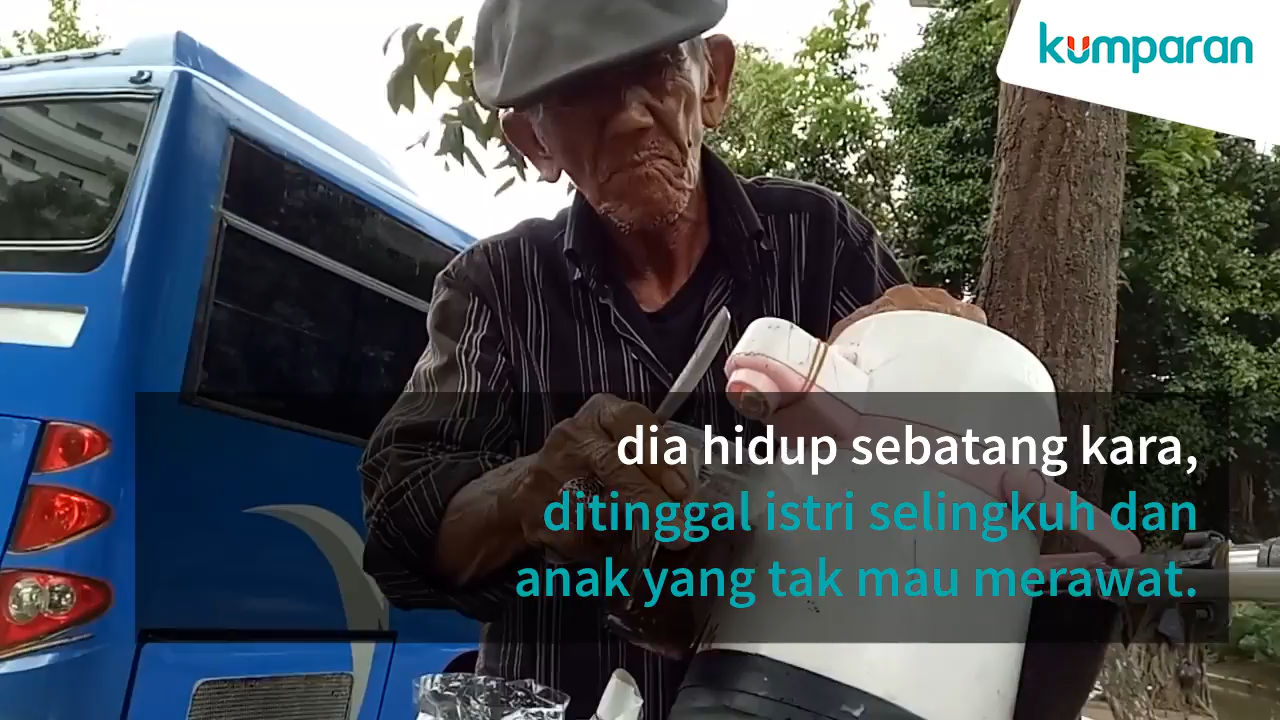 kumparan
dia hidup sebatang kara,
ditinggal istri selingkuh dan
anak yang tak mau merawat.